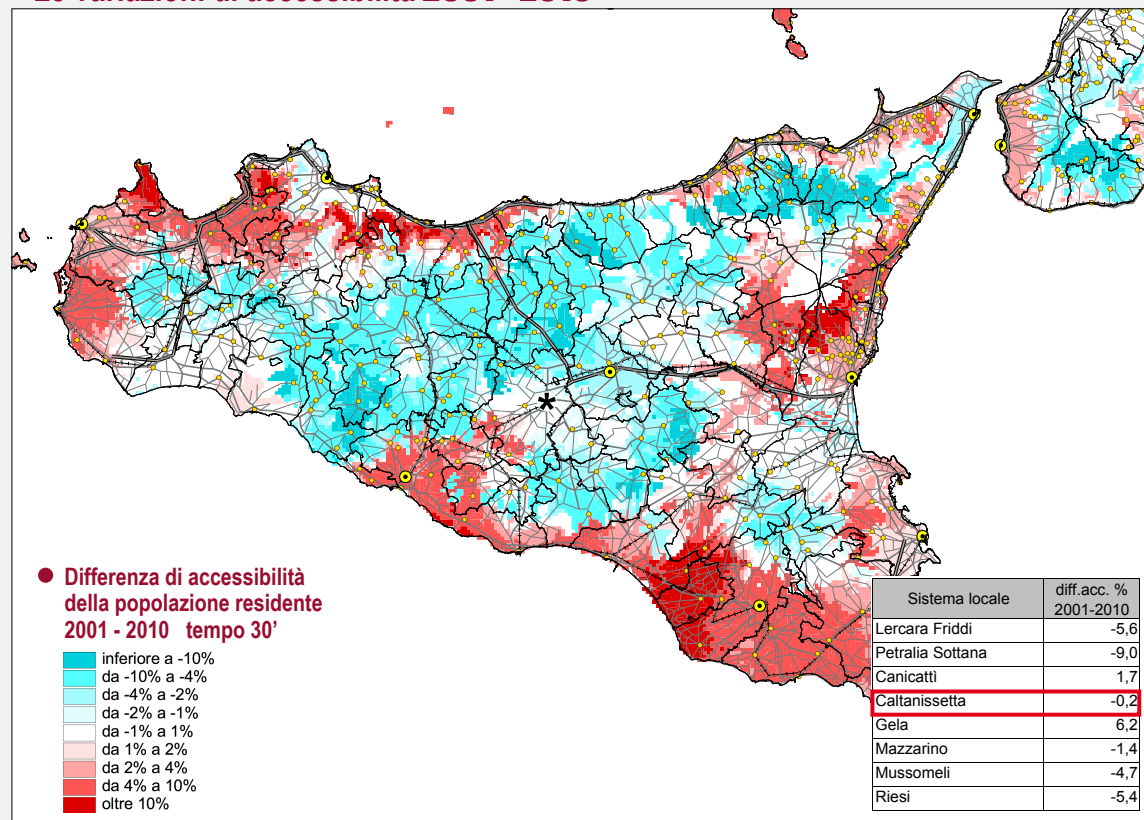 ● Differenza di accessibilità
della popolazione residente
2001 - 2010 tempo 30'
inferiore a -10%
da -10% a -4%
da -4% a -2%
da -2% a -1%
da -1% a 1%
da 1% a 2%
da 2% a 4%
da 4% a 10%
oltre 10%
Sistema locale diff.acc. % 2001-2010
Lercara Friddi -5,6
Petralia Sottana -9,0
Canicattì 1,7
Caltanissetta -0,2
Gela 6,2
Mazzarino -1,4
Mussomeli -4,7
Riesi -5,4